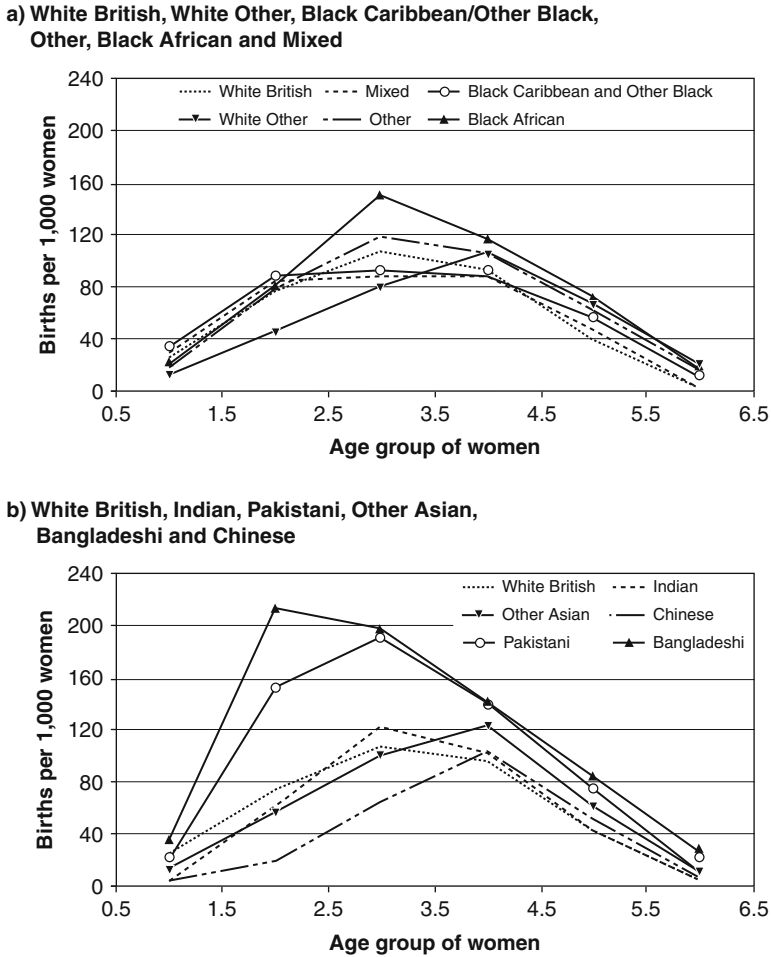 a) White British, White Other, Black Caribbean/Other Black,
Other, Black African and Mixed
240
200
160
120
80
40
0
Births per 1,000 women
White British Mixed Black Caribbean and Other Black
White Other Other Black African
0.5 1.5 2.5 3.5 4.5 5.5 6.5
Age group of women
b) White British, Indian, Pakistani, Other Asian,
Bangladeshi and Chinese
240
200
160
120
80
40
0
Births per 1,000 women
White British Indian
Other Asian Chinese
Pakistani Bangladeshi
0.5 1.5 2.5 3.5 4.5 5.5 6.5
Age group of women